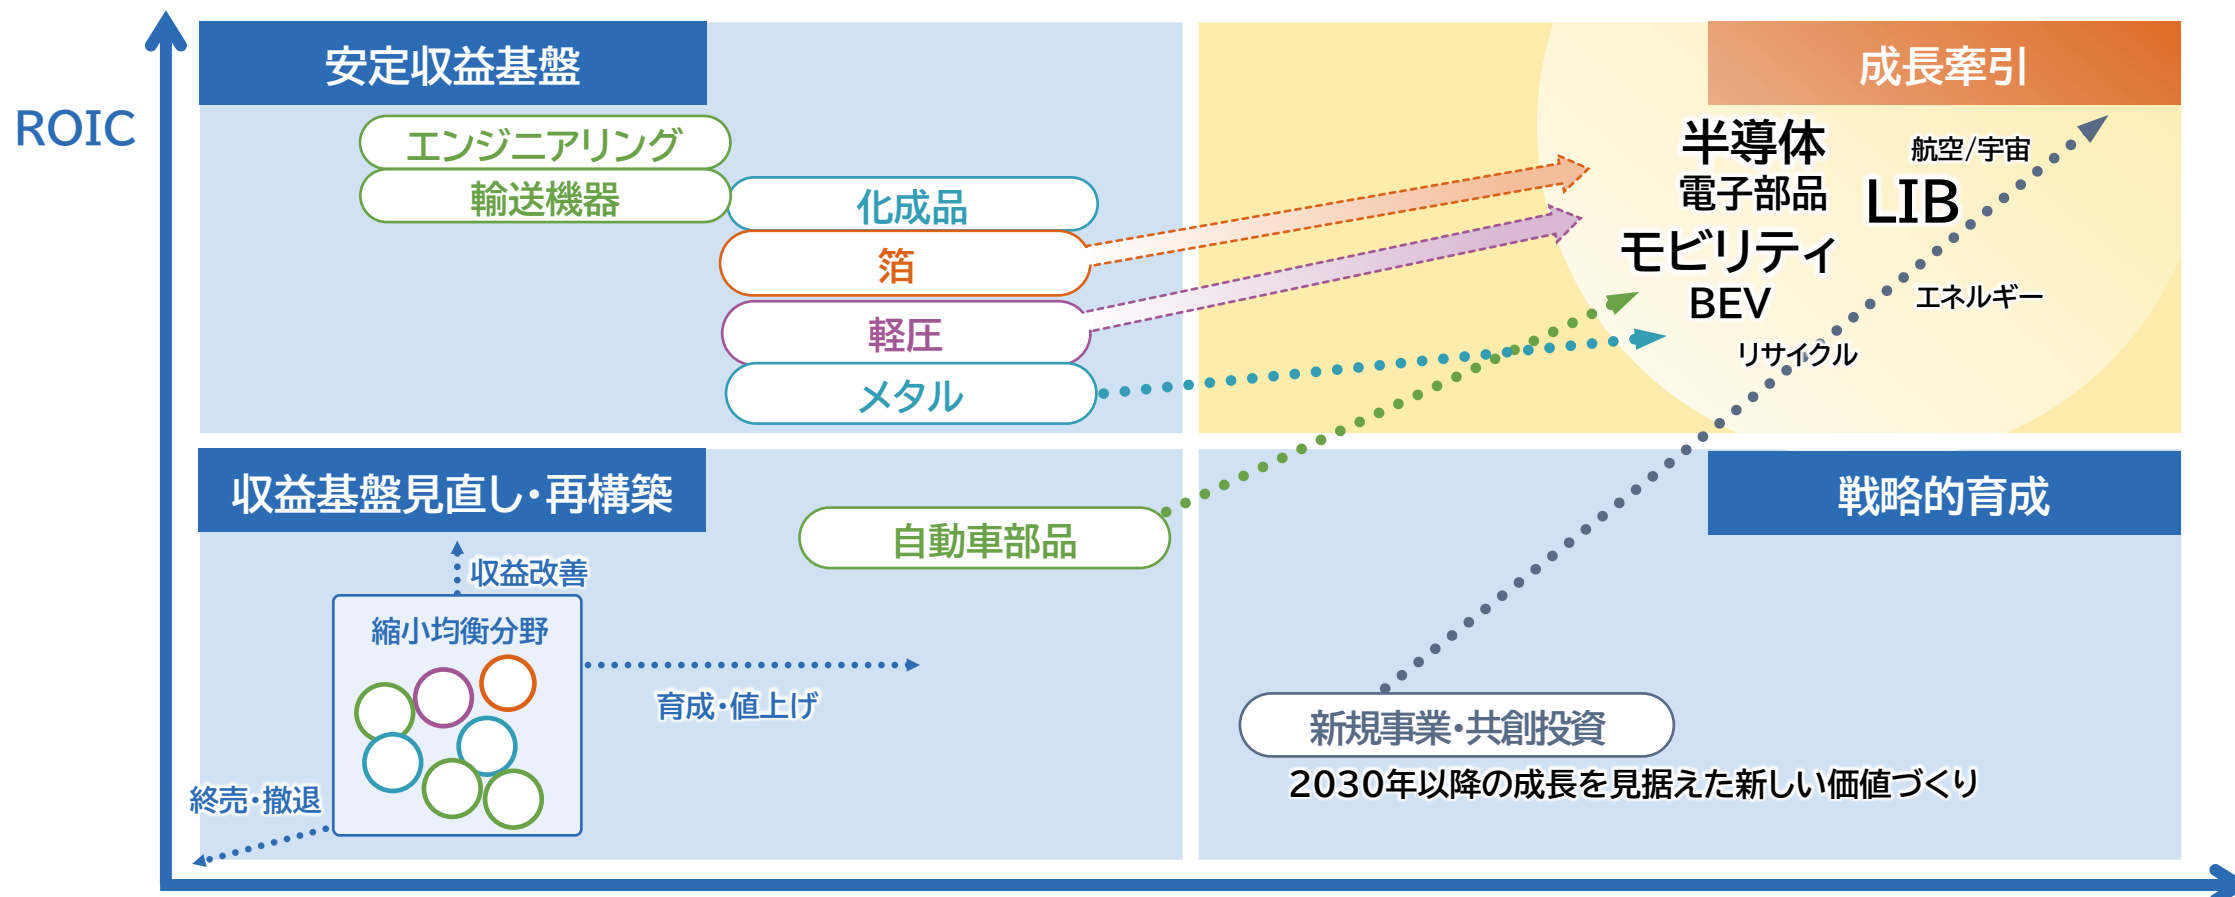 ROIC
安定収益基盤
エンジニアリング
輸送機器
化成品
箔
軽圧
メタル
成長牽引
半導体
航空/宇宙
電子部品
LIB
モビリティ
BEV
エネルギー
リサイクル
収益基盤見直し・再構築
自動車部品
収益改善
縮小均衡分野
育成・値上げ
終売・撤退
戦略的育成
新規事業・共創投資
2030年以降の成長を見据えた新しい価値づくり